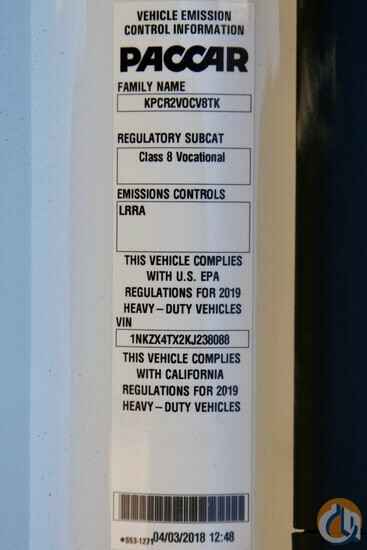 VEHICLE EMISSION
CONTROL INFORMATION
PACCAR
FAMILY NAME
KPCR2VOCV8TK
REGULATORY SUBCAT
Class 8 Vocational
EMISSIONS CONTROLS
LRRA
THIS VEHICLE COMPLIES
WITH U.S. EPA
REGULATIONS FOR 2019
HEAVY-DUTY VEHICLES
VIN
1NKZX4TX2KJ238088
THIS VEHICLE COMPLIES
WITH CALIFORNIA
REGULATIONS FOR 2019
HEAVY-DUTY VEHICLES
*S53-1271 04/03/2018 12:48